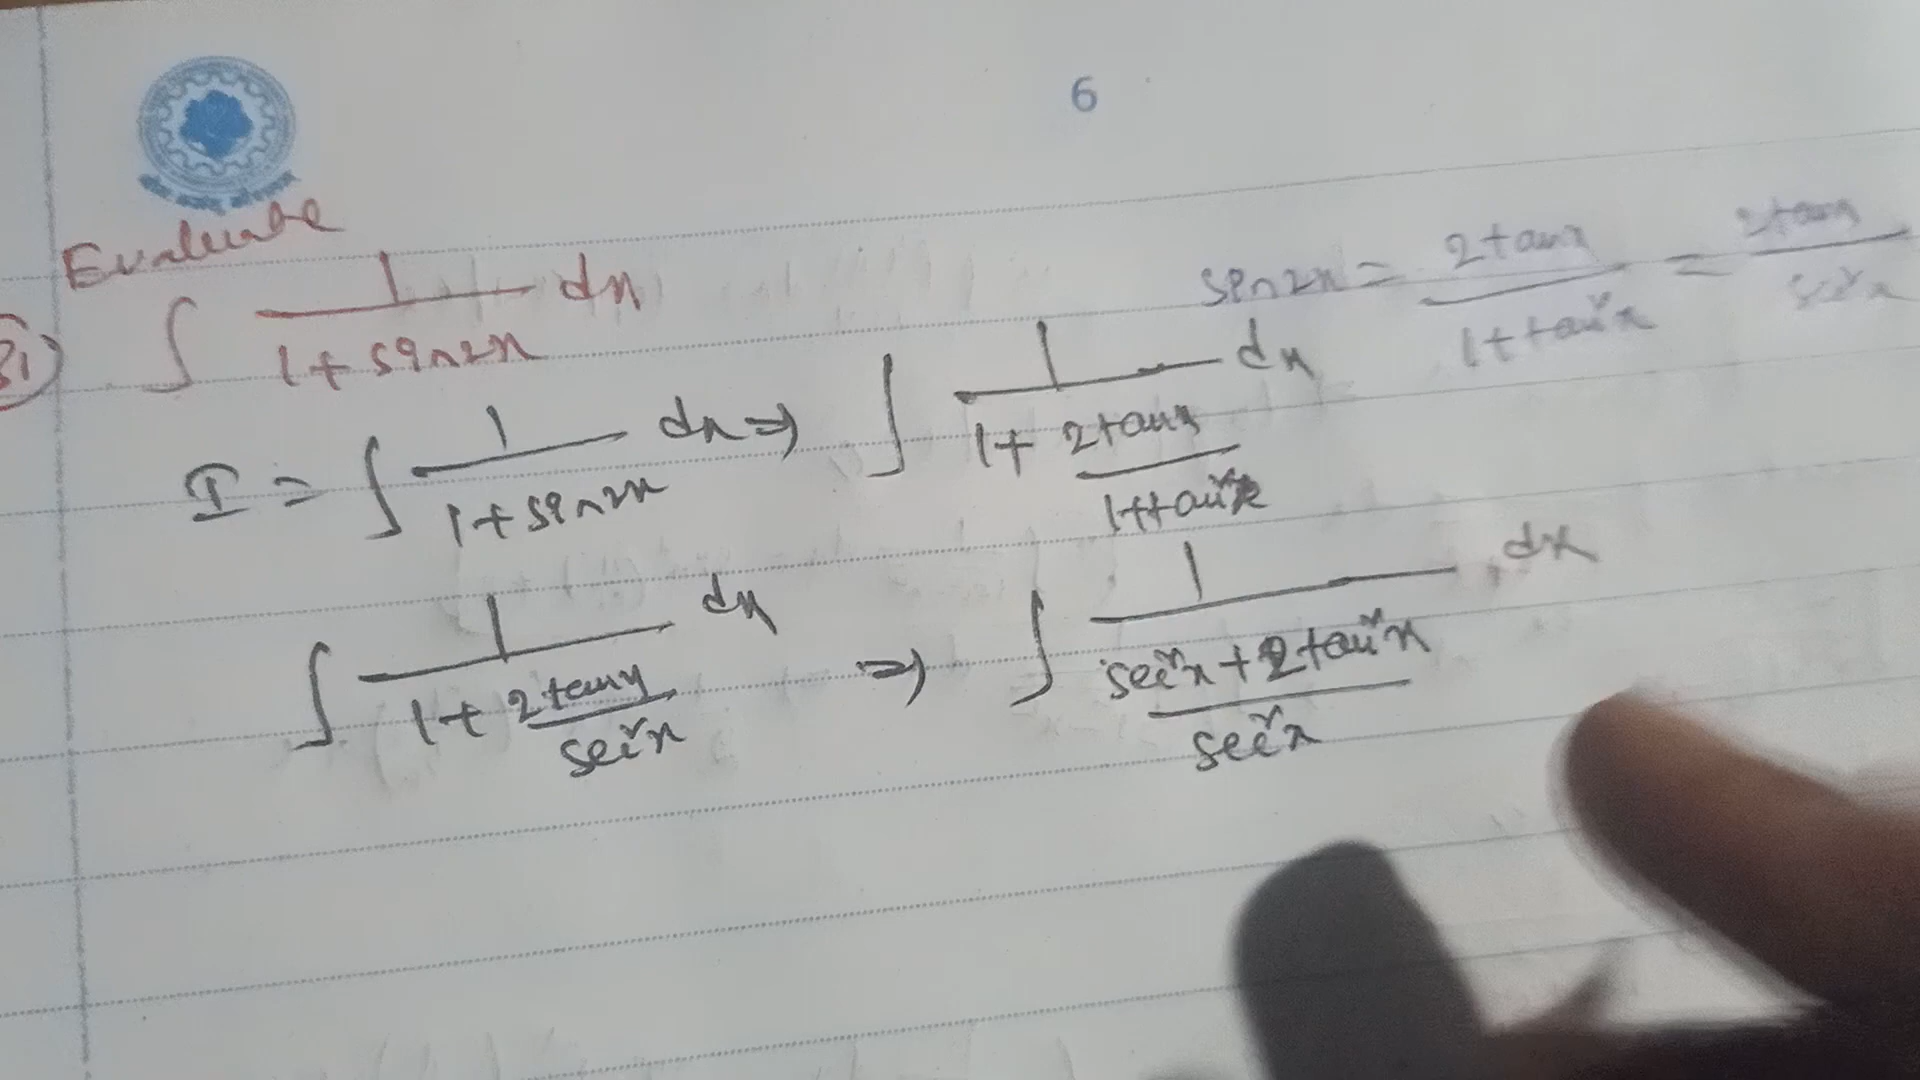 6
Evaluate
31) ∫ 1/(1+sin2x) dx
sin2x = 2tanx/(1+tan²x) = 2tanx/sec²x
I = ∫ 1/(1+sin2x) dx ⇒ ∫ 1/(1+ 2tanx/(1+tan²x)) dx
∫ 1/(1+ 2tanx/sec²x) dx ⇒ ∫ 1/((sec²x+2tan²x)/sec²x) .dx